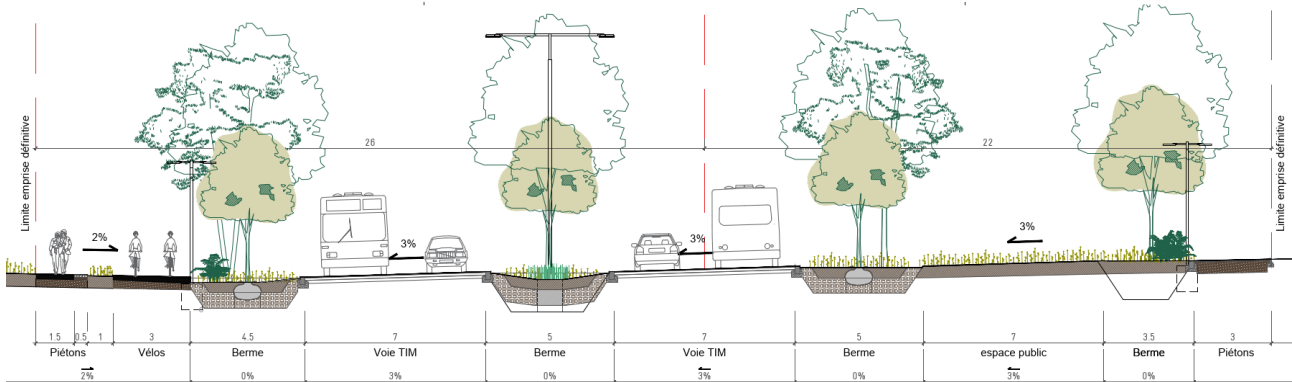 Limite emprise définitive
26
22
Limite emprise définitive
2%
3%
3%
3%
1.5 0.5 1 3 4.5 7 5 7 5 7 3.5 3
Piétons Vélos Berme Voie TIM Berme Voie TIM Berme espace public Berme Piétons
2% 0% 3% 0% 3% 0% 3% 0%